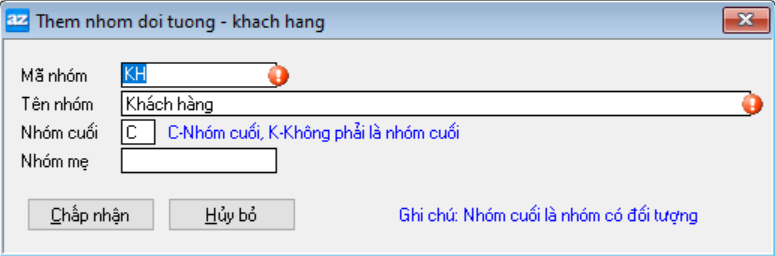 az Them nhom doi tuong - khach hang
Mã nhóm KH
Tên nhóm Khách hàng
Nhóm cuối C C-Nhóm cuối, K-Không phải là nhóm cuối
Nhóm mẹ
Chấp nhận Hủy bỏ Ghi chú: Nhóm cuối là nhóm có đối tượng